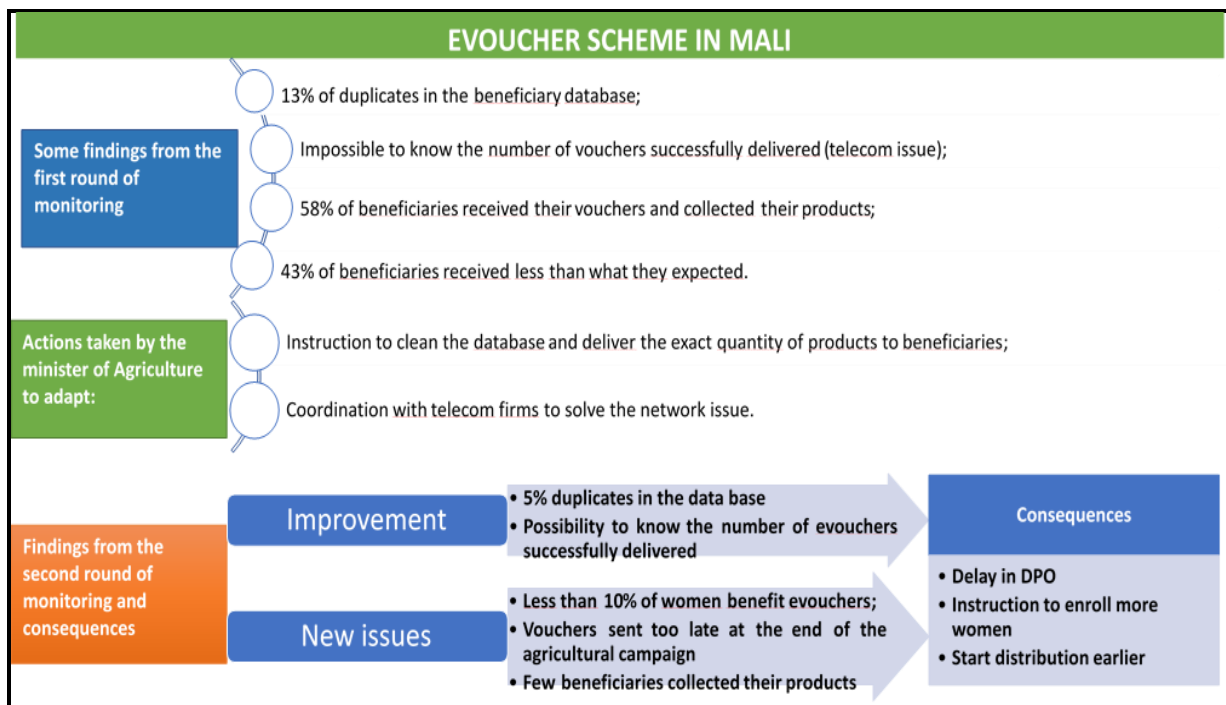 EVOUCHER SCHEME IN MALI
13% of duplicates in the beneficiary database;
Some findings from the
first round of
monitoring
Impossible to know the number of vouchers successfully delivered (telecom issue);
58% of beneficiaries received their vouchers and collected their products;
43% of beneficiaries received less than what they expected.
Actions taken by the
minister of Agriculture
to adapt:
Instruction to clean the database and deliver the exact quantity of products to beneficiaries;
Coordination with telecom firms to solve the network issue.
Findings from the
second round of
monitoring and
consequences
Improvement
• 5% duplicates in the data base
• Possibility to know the number of evouchers
successfully delivered
New issues
• Less than 10% of women benefit evouchers;
• Vouchers sent too late at the end of the
agricultural campaign
• Few beneficiaries collected their products
Consequences
• Delay in DPO
• Instruction to enroll more
women
• Start distribution earlier